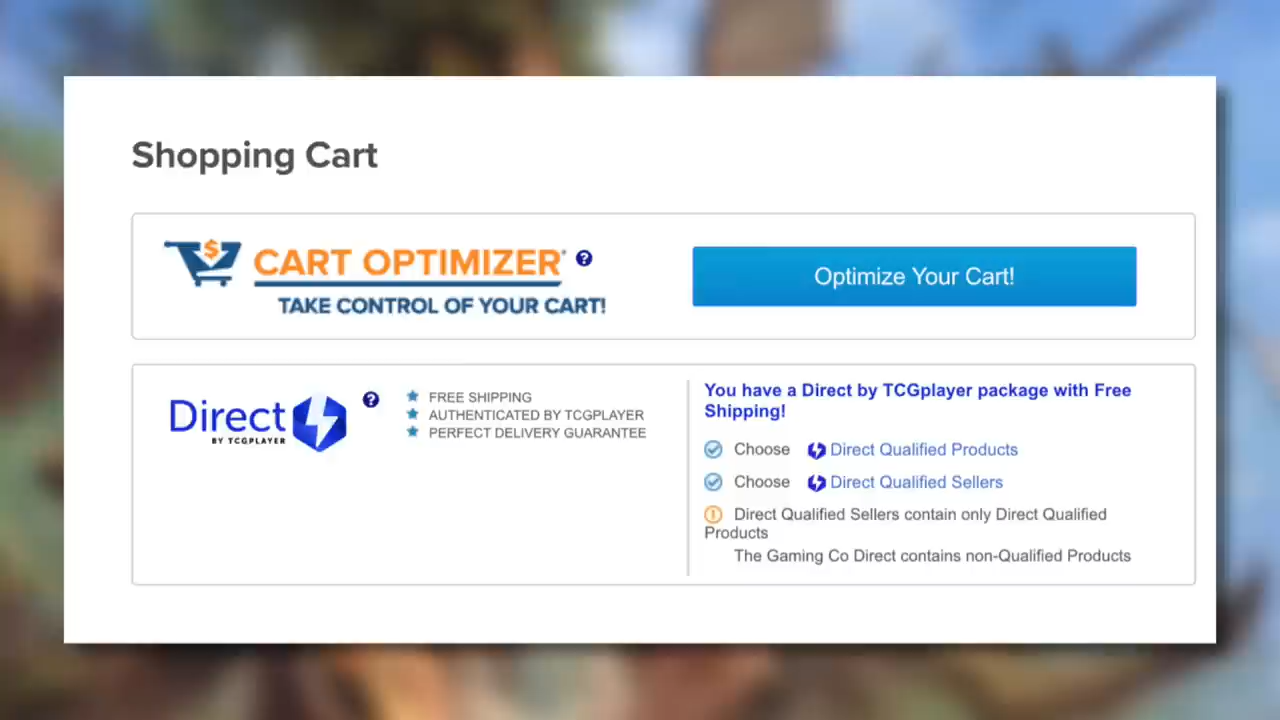 Shopping Cart
CART OPTIMIZER®
TAKE CONTROL OF YOUR CART!
Optimize Your Cart!
Direct
BY TCGPLAYER
FREE SHIPPING
AUTHENTICATED BY TCGPLAYER
PERFECT DELIVERY GUARANTEE
You have a Direct by TCGplayer package with Free
Shipping!
Choose Direct Qualified Products
Choose Direct Qualified Sellers
Direct Qualified Sellers contain only Direct Qualified
Products
The Gaming Co Direct contains non-Qualified Products